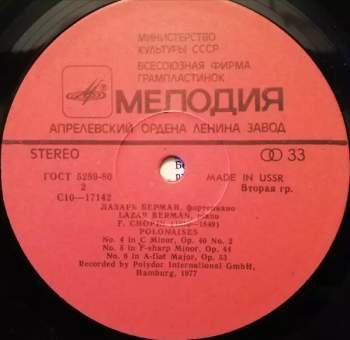 МИНИСТЕРСТВО
КУЛЬТУРЫ СССР
ВСЕСОЮЗНАЯ ФИРМА
ГРАМПЛАСТИНОК
МЕЛОДИЯ
АПРЕЛЕВСКИЙ ОРДЕНА ЛЕНИНА ЗАВОД
STEREO
33
ГОСТ 5289-80
MADE IN USSR
2
Вторая гр.
С10-17142
ЛАЗАРЬ БЕРМАН, фортепиано
LAZAR BERMAN, piano
F. CHOPIN (1810-1849)
POLONAISES
No. 4 in C Minor, Op. 40 No. 2
No. 5 in F-sharp Minor, Op. 44
No. 6 in A-flat Major, Op. 53
Recorded by Polydor International GmbH,
Hamburg, 1977